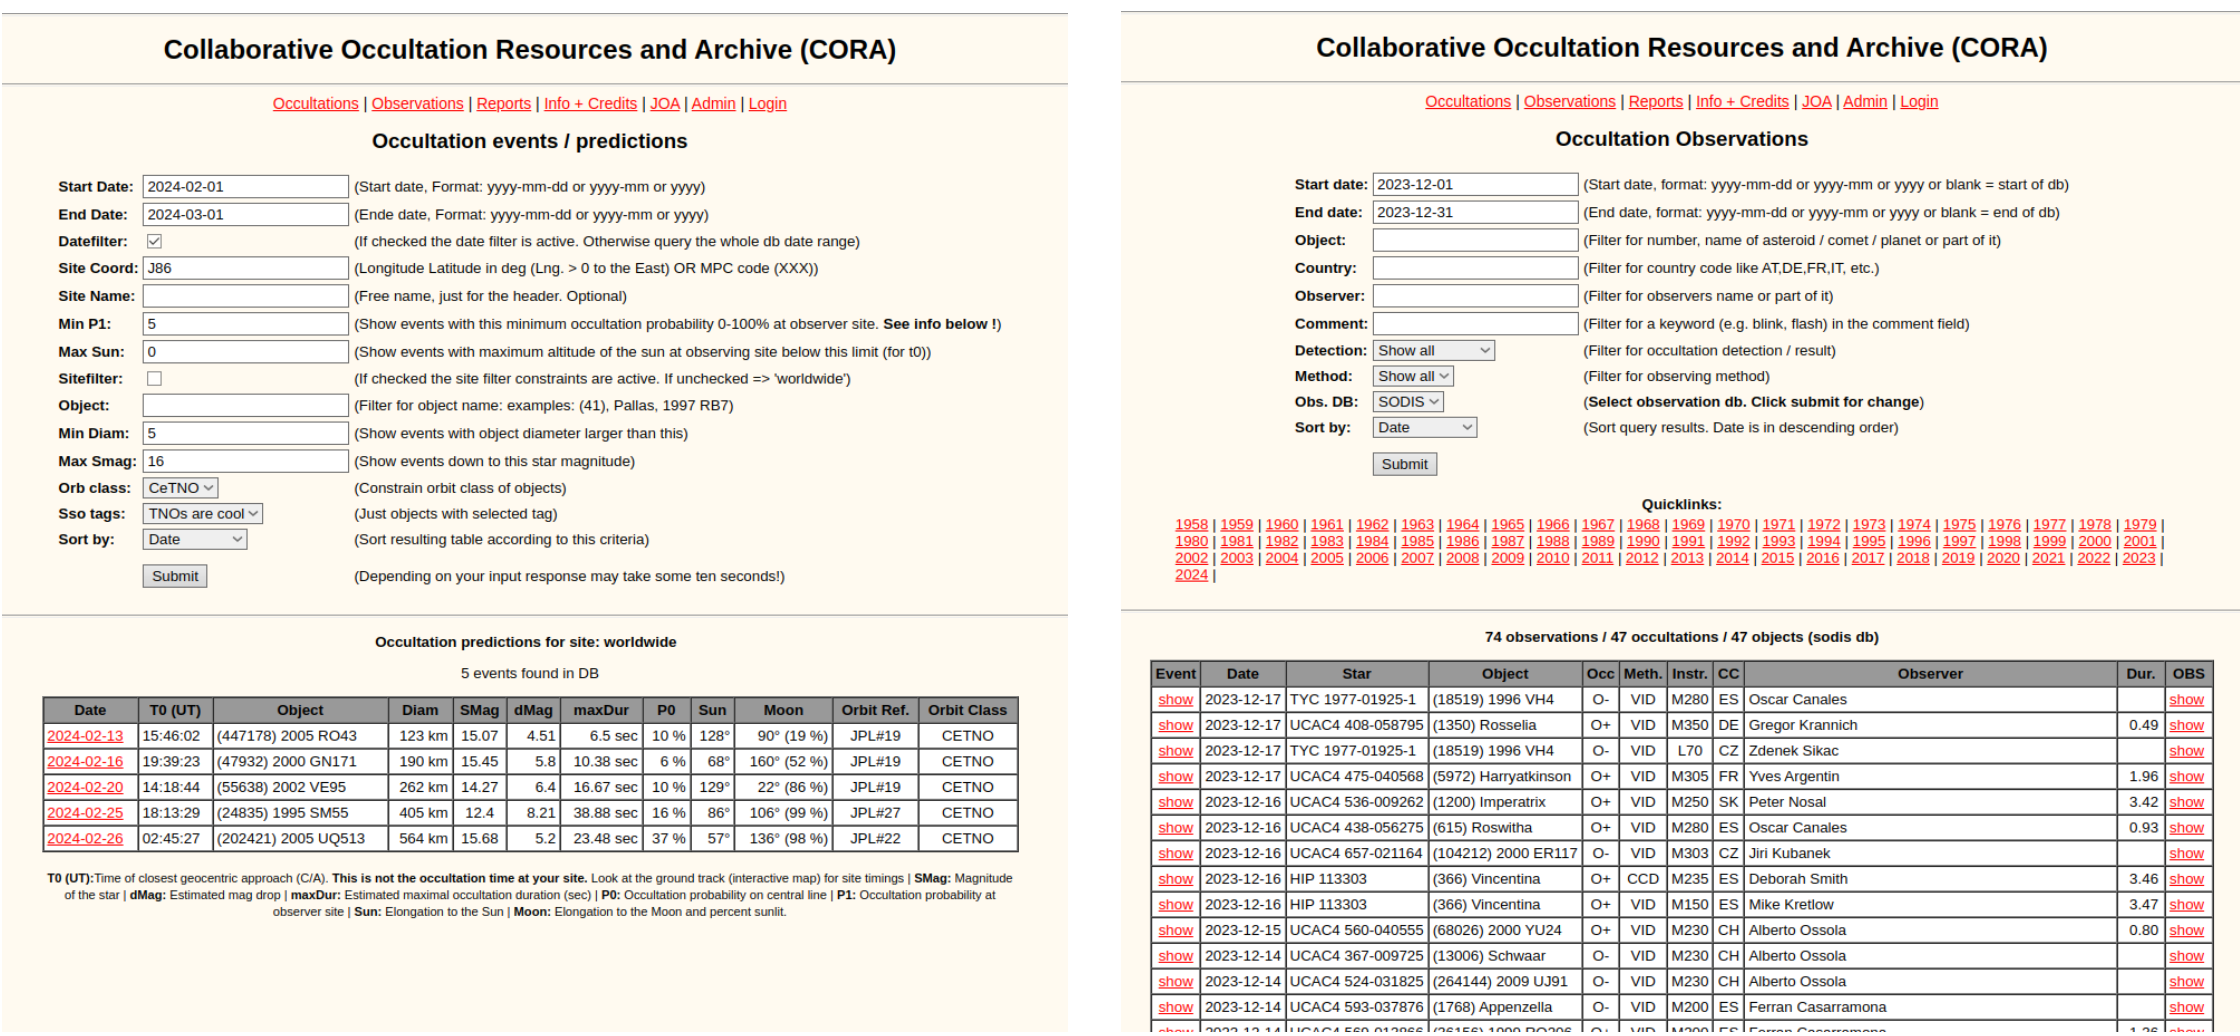 Collaborative Occultation Resources and Archive (CORA)
Occultations | Observations | Reports | Info + Credits | JOA | Admin | Login
Occultation events / predictions
Start Date: 2024-02-01 (Start date, Format: yyyy-mm-dd or yyyy-mm or yyyy)
End Date: 2024-03-01 (Ende date, Format: yyyy-mm-dd or yyyy-mm or yyyy)
Datefilter: (If checked the date filter is active. Otherwise query the whole db date range)
Site Coord: J86 (Longitude Latitude in deg (Lng. > 0 to the East) OR MPC code (XXX))
Site Name: (Free name, just for the header. Optional)
Min P1: 5 (Show events with this minimum occultation probability 0-100% at observer site. See info below !)
Max Sun: 0 (Show events with maximum altitude of the sun at observing site below this limit (for t0))
Sitefilter: (If checked the site filter constraints are active. If unchecked => 'worldwide')
Object: (Filter for object name: examples: (41), Pallas, 1997 RB7)
Min Diam: 5 (Show events with object diameter larger than this)
Max Smag: 16 (Show events down to this star magnitude)
Orb class: CeTNO (Constrain orbit class of objects)
Sso tags: TNOs are cool (Just objects with selected tag)
Sort by: Date (Sort resulting table according to this criteria)
Submit (Depending on your input response may take some ten seconds!)
Occultation predictions for site: worldwide
5 events found in DB
Date T0 (UT) Object Diam SMag dMag maxDur P0 Sun Moon Orbit Ref. Orbit Class
2024-02-13 15:46:02 (447178) 2005 RO43 123 km 15.07 4.51 6.5 sec 10 % 128° 90° (19 %) JPL#19 CETNO
2024-02-16 19:39:23 (47932) 2000 GN171 190 km 15.45 5.8 10.38 sec 6 % 68° 160° (52 %) JPL#19 CETNO
2024-02-20 14:18:44 (55638) 2002 VE95 262 km 14.27 6.4 16.67 sec 10 % 129° 22° (86 %) JPL#19 CETNO
2024-02-25 18:13:29 (24835) 1995 SM55 405 km 12.4 8.21 38.88 sec 16 % 86° 106° (99 %) JPL#27 CETNO
2024-02-26 02:45:27 (202421) 2005 UQ513 564 km 15.68 5.2 23.48 sec 37 % 57° 136° (98 %) JPL#22 CETNO
T0 (UT):Time of closest geocentric approach (C/A). This is not the occultation time at your site. Look at the ground track (interactive map) for site timings | SMag: Magnitude
of the star | dMag: Estimated mag drop | maxDur: Estimated maximal occultation duration (sec) | P0: Occultation probability on central line | P1: Occultation probability at
observer site | Sun: Elongation to the Sun | Moon: Elongation to the Moon and percent sunlit.
Collaborative Occultation Resources and Archive (CORA)
Occultations | Observations | Reports | Info + Credits | JOA | Admin | Login
Occultation Observations
Start date: 2023-12-01 (Start date, format: yyyy-mm-dd or yyyy-mm or yyyy or blank = start of db)
End date: 2023-12-31 (End date, format: yyyy-mm-dd or yyyy-mm or yyyy or blank = end of db)
Object: (Filter for number, name of asteroid / comet / planet or part of it)
Country: (Filter for country code like AT,DE,FR,IT, etc.)
Observer: (Filter for observers name or part of it)
Comment: (Filter for a keyword (e.g. blink, flash) in the comment field)
Detection: Show all (Filter for occultation detection / result)
Method: Show all (Filter for observing method)
Obs. DB: SODIS (Select observation db. Click submit for change)
Sort by: Date (Sort query results. Date is in descending order)
Submit
Quicklinks:
1958 | 1959 | 1960 | 1961 | 1962 | 1963 | 1964 | 1965 | 1966 | 1967 | 1968 | 1969 | 1970 | 1971 | 1972 | 1973 | 1974 | 1975 | 1976 | 1977 | 1978 | 1979 |
1980 | 1981 | 1982 | 1983 | 1984 | 1985 | 1986 | 1987 | 1988 | 1989 | 1990 | 1991 | 1992 | 1993 | 1994 | 1995 | 1996 | 1997 | 1998 | 1999 | 2000 | 2001 |
2002 | 2003 | 2004 | 2005 | 2006 | 2007 | 2008 | 2009 | 2010 | 2011 | 2012 | 2013 | 2014 | 2015 | 2016 | 2017 | 2018 | 2019 | 2020 | 2021 | 2022 | 2023 |
2024 |
74 observations / 47 occultations / 47 objects (sodis db)
Event Date Star Object Occ Meth. Instr. CC Observer Dur. OBS
show 2023-12-17 TYC 1977-01925-1 (18519) 1996 VH4 O- VID M280 ES Oscar Canales show
show 2023-12-17 UCAC4 408-058795 (1350) Rosselia O+ VID M350 DE Gregor Krannich 0.49 show
show 2023-12-17 TYC 1977-01925-1 (18519) 1996 VH4 O- VID L70 CZ Zdenek Sikac show
show 2023-12-17 UCAC4 475-040568 (5972) Harryatkinson O+ VID M305 FR Yves Argentin 1.96 show
show 2023-12-16 UCAC4 536-009262 (1200) Imperatrix O+ VID M250 SK Peter Nosal 3.42 show
show 2023-12-16 UCAC4 438-056275 (615) Roswitha O+ VID M280 ES Oscar Canales 0.93 show
show 2023-12-16 UCAC4 657-021164 (104212) 2000 ER117 O- VID M303 CZ Jiri Kubanek show
show 2023-12-16 HIP 113303 (366) Vincentina O+ CCD M235 ES Deborah Smith 3.46 show
show 2023-12-16 HIP 113303 (366) Vincentina O+ VID M150 ES Mike Kretlow 3.47 show
show 2023-12-15 UCAC4 560-040555 (68026) 2000 YU24 O+ VID M230 CH Alberto Ossola 0.80 show
show 2023-12-14 UCAC4 367-009725 (13006) Schwaar O- VID M230 CH Alberto Ossola show
show 2023-12-14 UCAC4 524-031825 (264144) 2009 UJ91 O- VID M230 CH Alberto Ossola show
show 2023-12-14 UCAC4 593-037876 (1768) Appenzella O- VID M200 ES Ferran Casarramona show